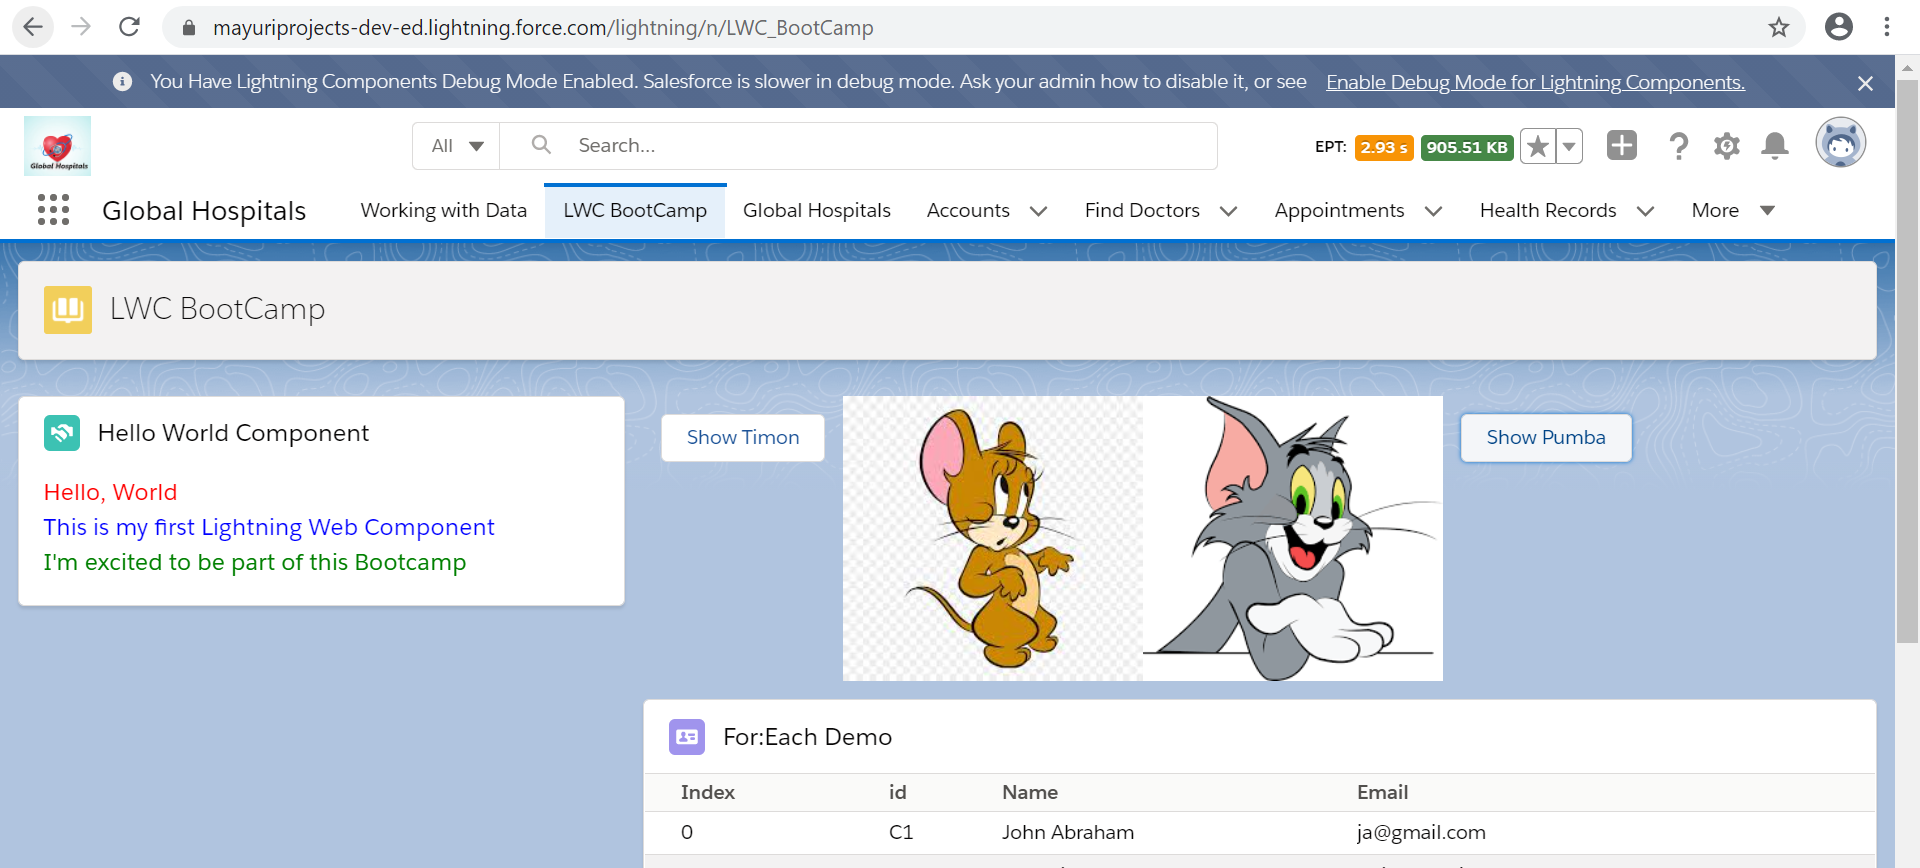 mayuriprojects-dev-ed.lightning.force.com/lightning/n/LWC_BootCamp
You Have Lightning Components Debug Mode Enabled. Salesforce is slower in debug mode. Ask your admin how to disable it, or see Enable Debug Mode for Lightning Components.
Global Hospitals
All
Search...
EPT: 2.93 s 905.51 KB
Global Hospitals
Working with Data
LWC BootCamp
Global Hospitals
Accounts
Find Doctors
Appointments
Health Records
More
LWC BootCamp
Hello World Component
Hello, World
This is my first Lightning Web Component
I'm excited to be part of this Bootcamp
Show Timon
Show Pumba
For:Each Demo
Index id Name Email
0 C1 John Abraham ja@gmail.com